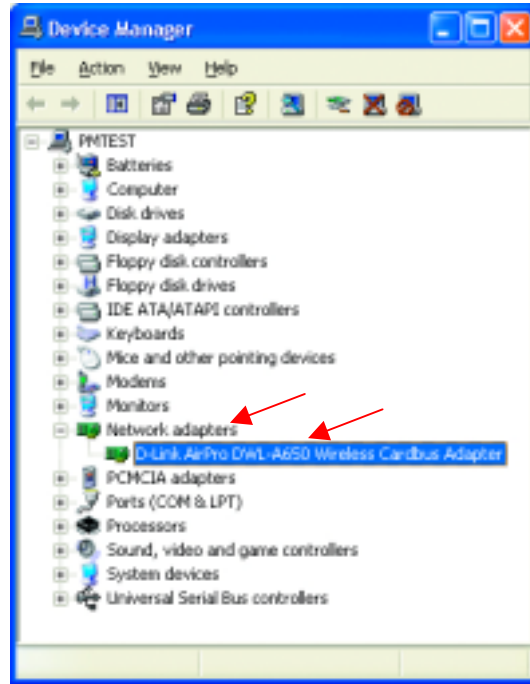 Device Manager
File Action View Help
PMTEST
Batteries
Computer
Disk drives
Display adapters
Floppy disk controllers
Floppy disk drives
IDE ATA/ATAPI controllers
Keyboards
Mice and other pointing devices
Modems
Monitors
Network adapters
D-Link AirPro DWL-A650 Wireless Cardbus Adapter
PCMCIA adapters
Ports (COM & LPT)
Processors
Sound, video and game controllers
System devices
Universal Serial Bus controllers